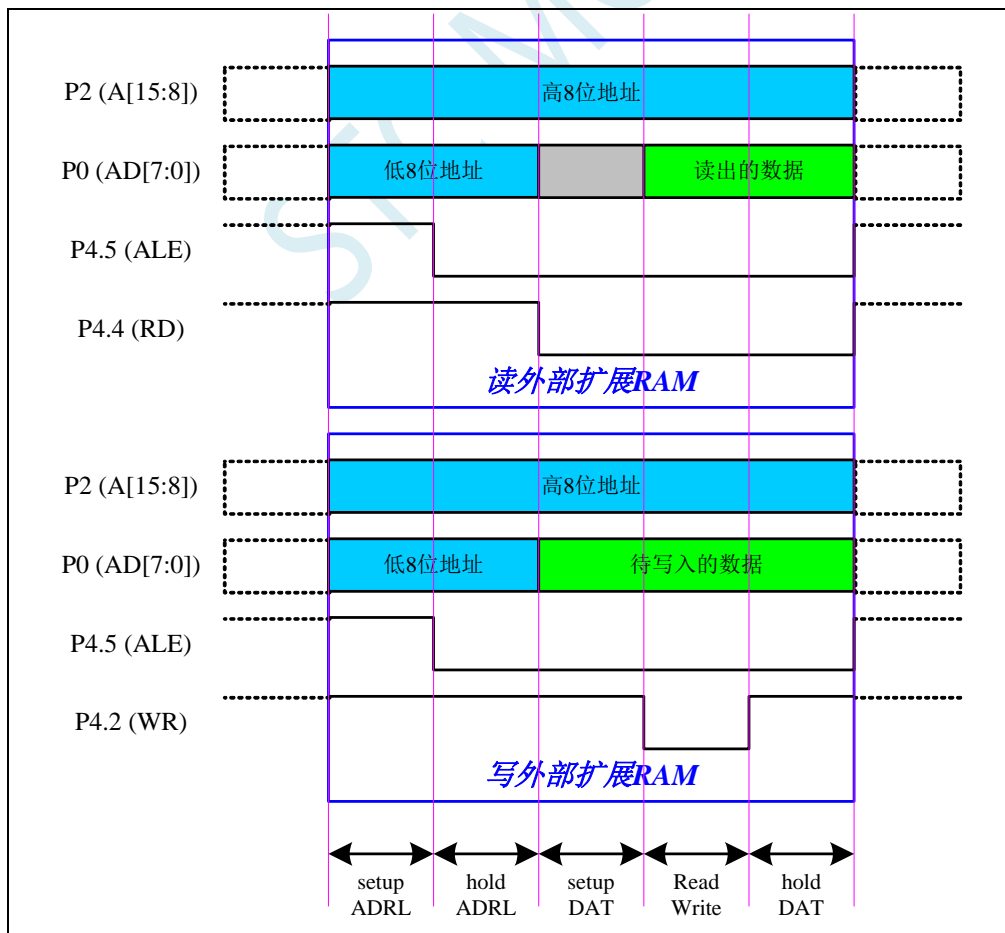 P2 (A[15:8])
高8位地址
P0 (AD[7:0])
低8位地址
读出的数据
P4.5 (ALE)
P4.4 (RD)
读外部扩展RAM
P2 (A[15:8])
高8位地址
P0 (AD[7:0])
低8位地址
待写入的数据
P4.5 (ALE)
P4.2 (WR)
写外部扩展RAM
setup hold setup Read hold
ADRL ADRL DAT Write DAT